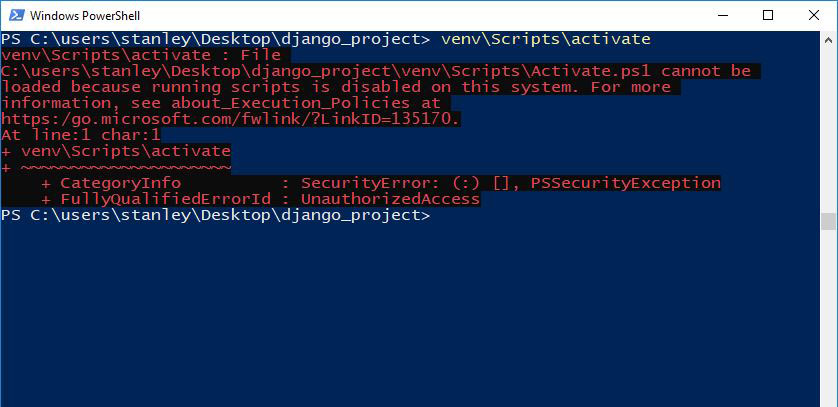 Windows PowerShell
PS C:\users\stanley\Desktop\django_project> venv\Scripts\activate
venv\Scripts\activate : File
C:\users\stanley\Desktop\django_project\venv\Scripts\Activate.ps1 cannot be
loaded because running scripts is disabled on this system. For more
information, see about_Execution_Policies at
https:/go.microsoft.com/fwlink/?LinkID=135170.
At line:1 char:1
+ venv\Scripts\activate
+ ~~~~~~~~~~~~~~~~~~~~~
    + CategoryInfo          : SecurityError: (:) [], PSSecurityException
    + FullyQualifiedErrorId : UnauthorizedAccess
PS C:\users\stanley\Desktop\django_project>